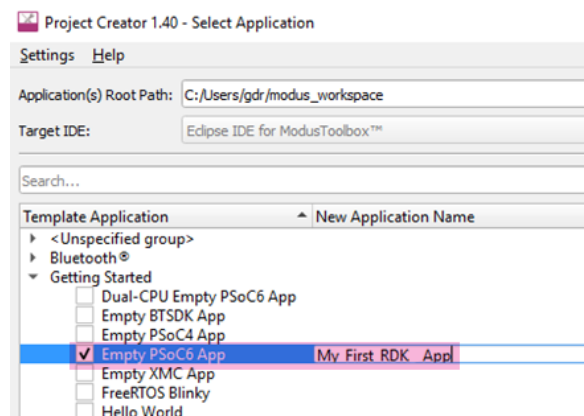 Project Creator 1.40 - Select Application
Settings Help
Application(s) Root Path: C:/Users/gdr/modus_workspace
Target IDE: Eclipse IDE for ModusToolbox™
Search...
Template Application New Application Name
<Unspecified group>
Bluetooth®
Getting Started
Dual-CPU Empty PSoC6 App
Empty BTSDK App
Empty PSoC4 App
Empty PSoC6 App My_First_RDK_App
Empty XMC App
FreeRTOS Blinky
Hello World